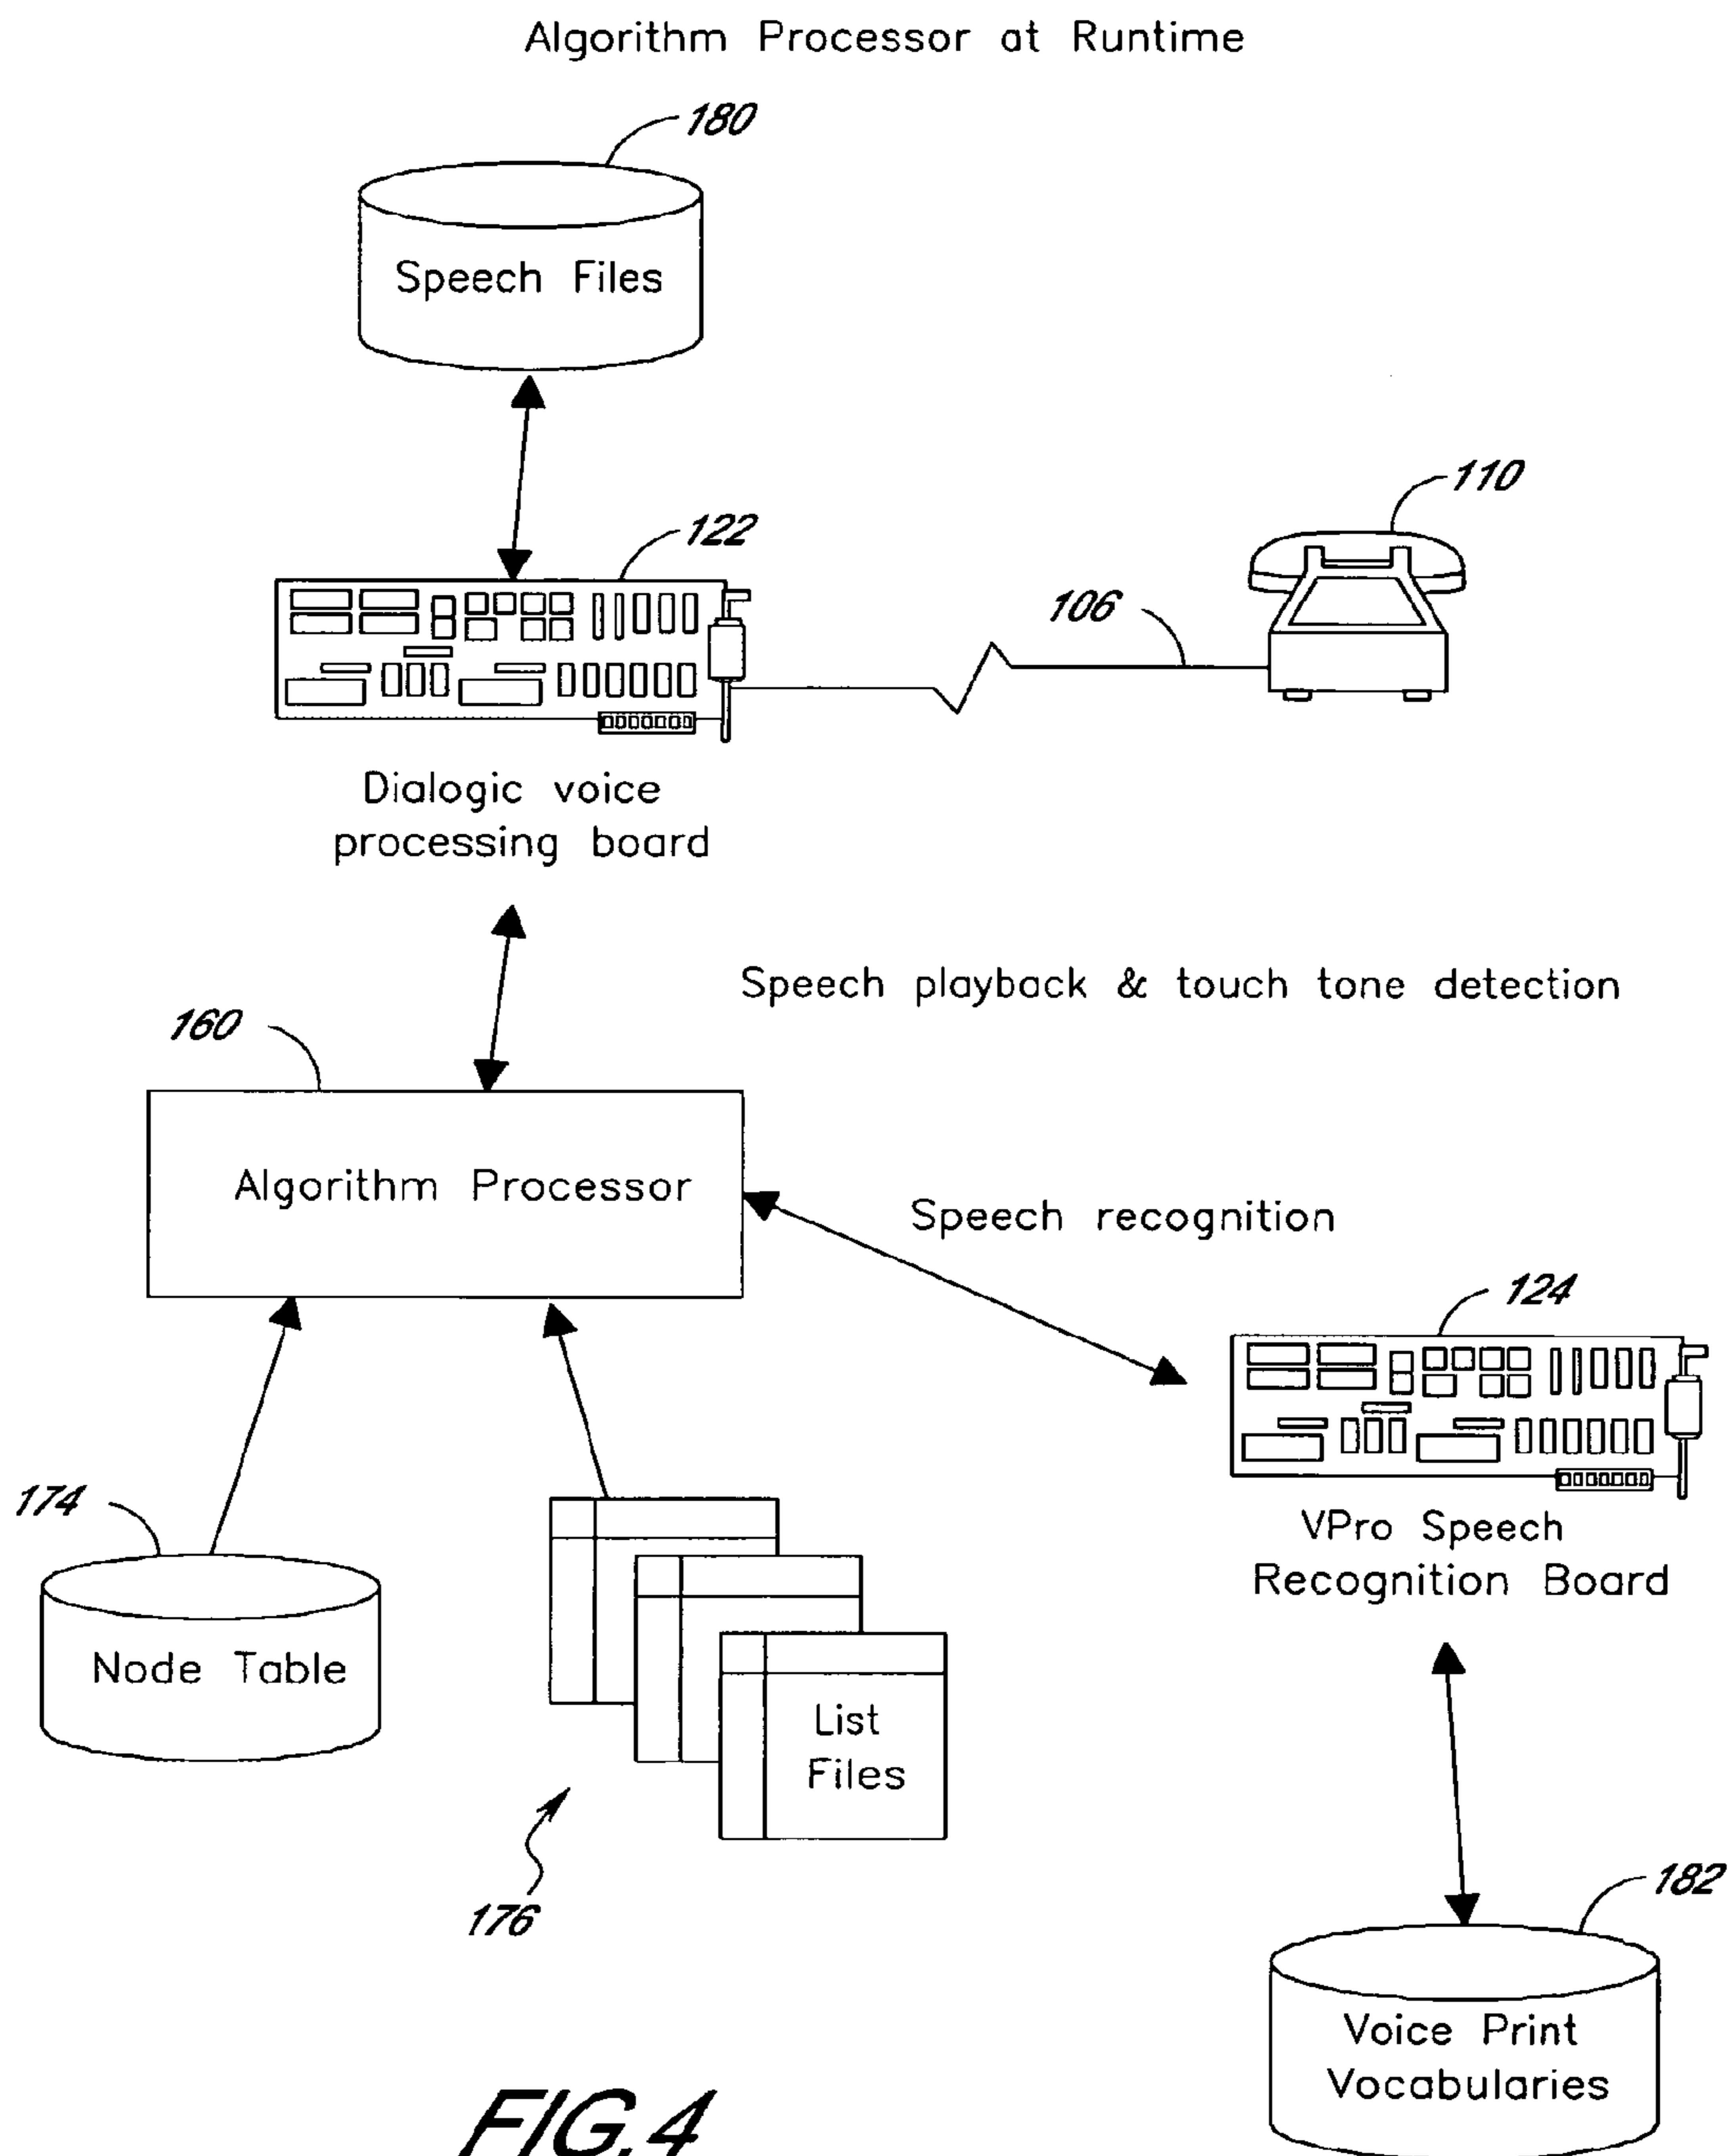 Algorithm Processor at Runtime
180
Speech Files
110
122
106
Dialogic voice
processing board
Speech playback & touch tone detection
160
Algorithm Processor
Speech recognition
124
VPro Speech
Recognition Board
174
Node Table
List
Files
176
182
Voice Print
Vocabularies
FIG.4